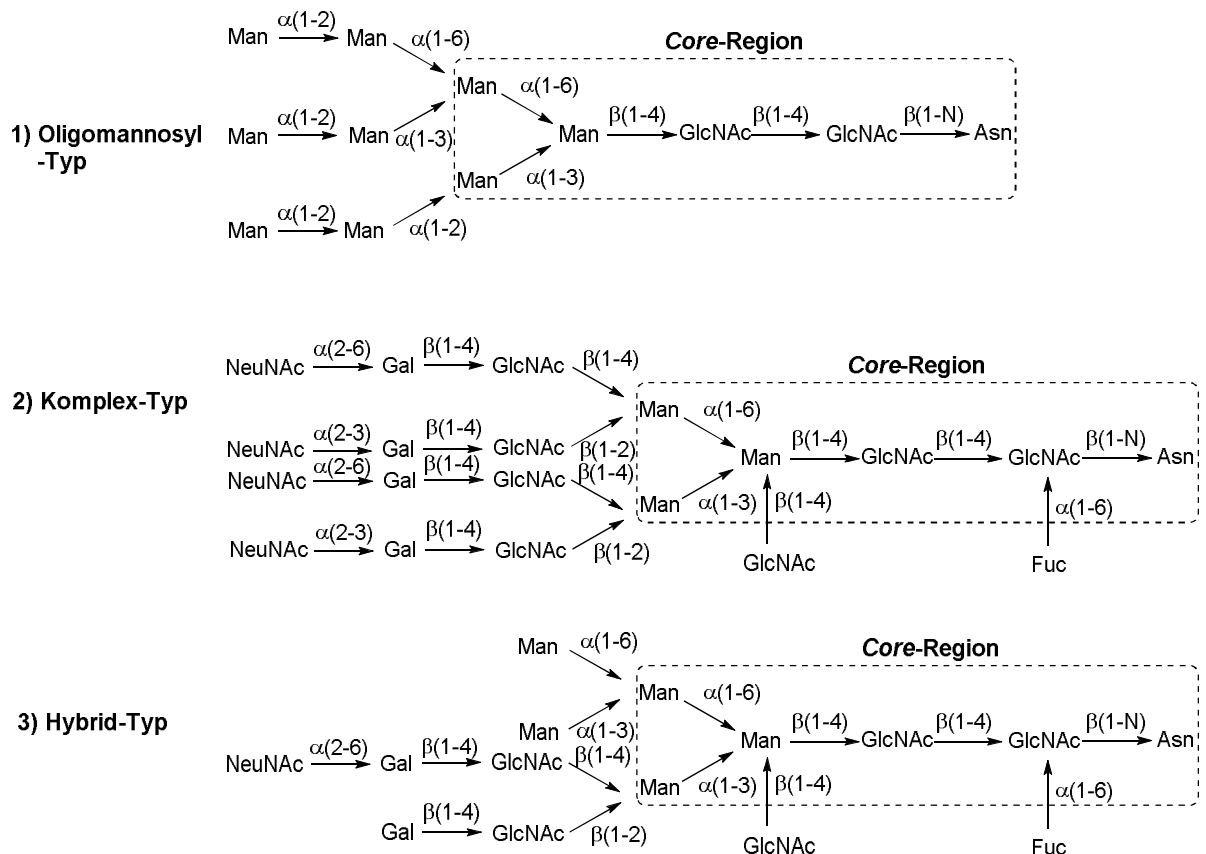 Man α(1-2) Man α(1-6) Core-Region
Man α(1-6)
1) Oligomannosyl
-Typ
Man α(1-2) Man α(1-3) Man β(1-4) GlcNAc β(1-4) GlcNAc β(1-N) Asn
Man α(1-3)
Man α(1-2) Man α(1-2)
NeuNAc α(2-6) Gal β(1-4) GlcNAc β(1-4) Core-Region
2) Komplex-Typ
Man α(1-6)
NeuNAc α(2-3) Gal β(1-4) GlcNAc β(1-2) Man β(1-4) GlcNAc β(1-4) GlcNAc β(1-N) Asn
NeuNAc α(2-6) Gal β(1-4) GlcNAc β(1-4)
Man α(1-3) β(1-4) α(1-6)
NeuNAc α(2-3) Gal β(1-4) GlcNAc β(1-2)
GlcNAc Fuc
Man α(1-6) Core-Region
Man α(1-6)
3) Hybrid-Typ
Man α(1-3) Man β(1-4) GlcNAc β(1-4) GlcNAc β(1-N) Asn
NeuNAc α(2-6) Gal β(1-4) GlcNAc β(1-4)
Man α(1-3) β(1-4) α(1-6)
Gal β(1-4) GlcNAc β(1-2)
GlcNAc Fuc